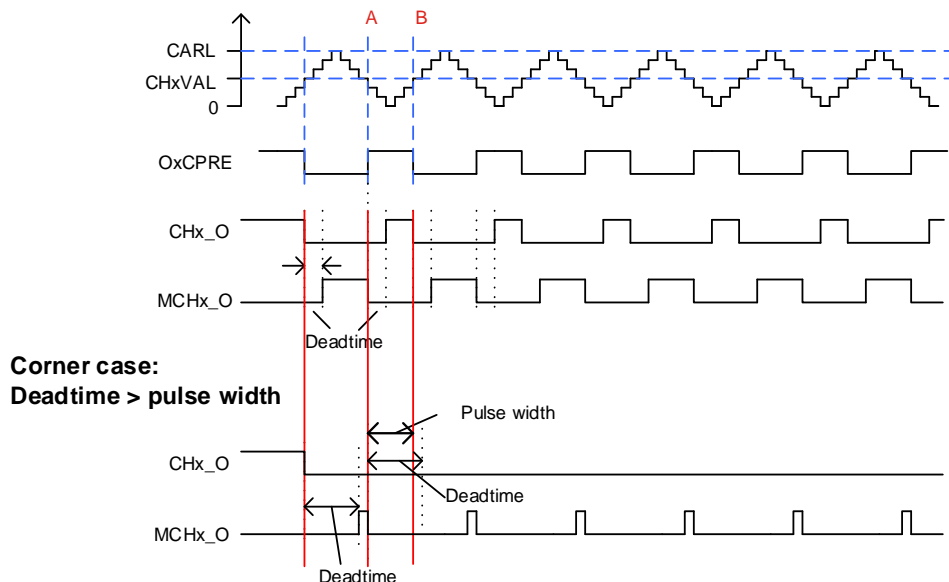 A
B
CARL
CHxVAL
0
OxCPRE
CHx_O
MCHx_O
Deadtime
Corner case:
Deadtime > pulse width
Pulse width
CHx_O
Deadtime
MCHx_O
Deadtime